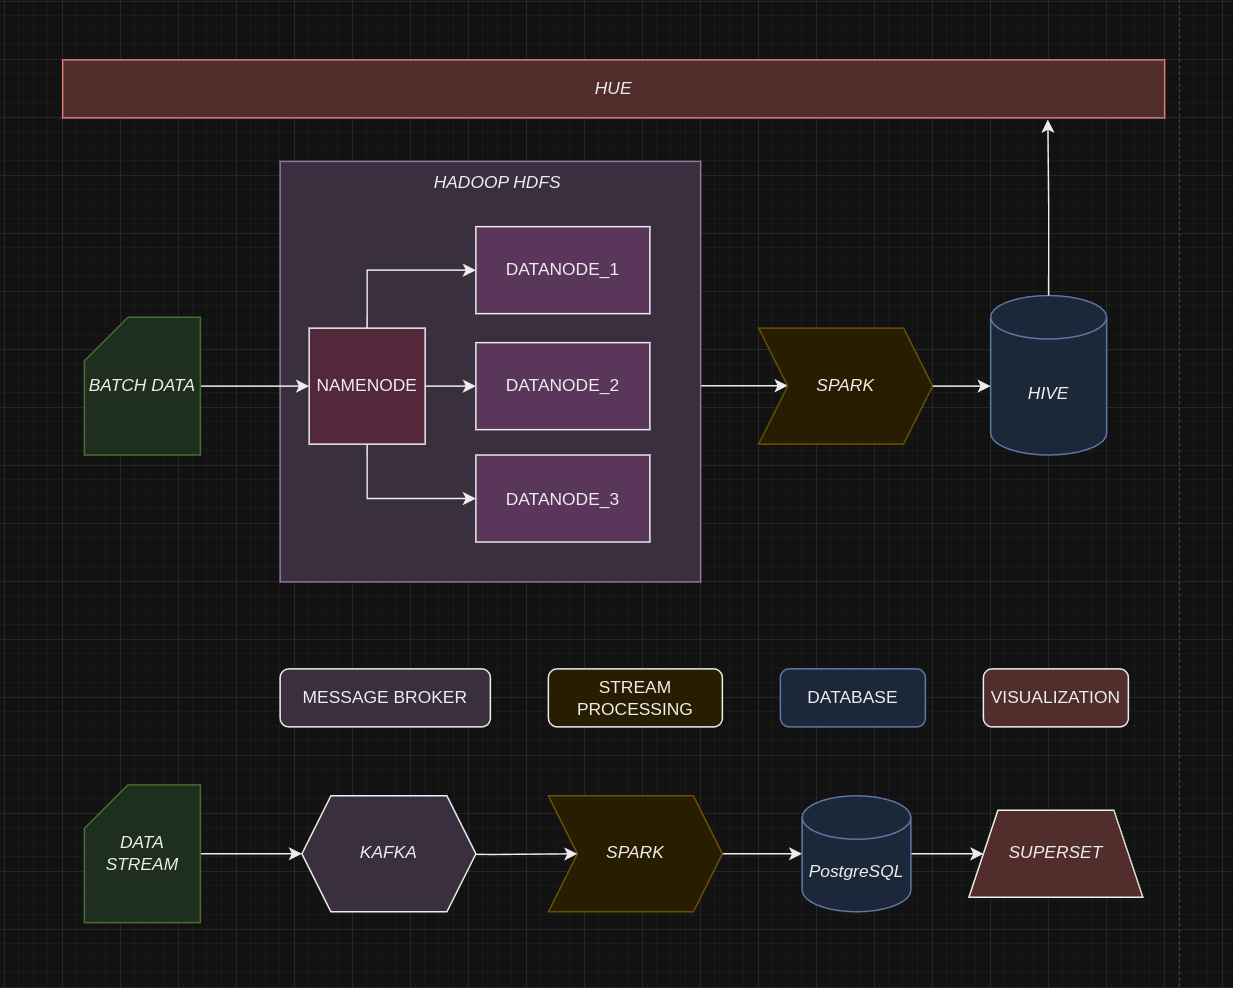 HUE
HADOOP HDFS
DATANODE_1
BATCH DATA
NAMENODE
DATANODE_2
SPARK
HIVE
DATANODE_3
MESSAGE BROKER
STREAM
PROCESSING
DATABASE
VISUALIZATION
DATA
STREAM
KAFKA
SPARK
PostgreSQL
SUPERSET